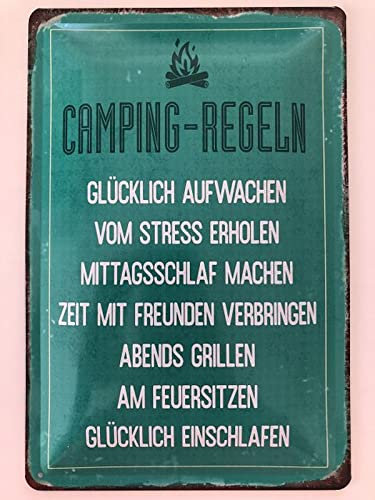 CAMPING-REGELN
GLÜCKLICH AUFWACHEN
VOM STRESS ERHOLEN
MITTAGSSCHLAF MACHEN
ZEIT MIT FREUNDEN VERBRINGEN
ABENDS GRILLEN
AM FEUERSITZEN
GLÜCKLICH EINSCHLAFEN